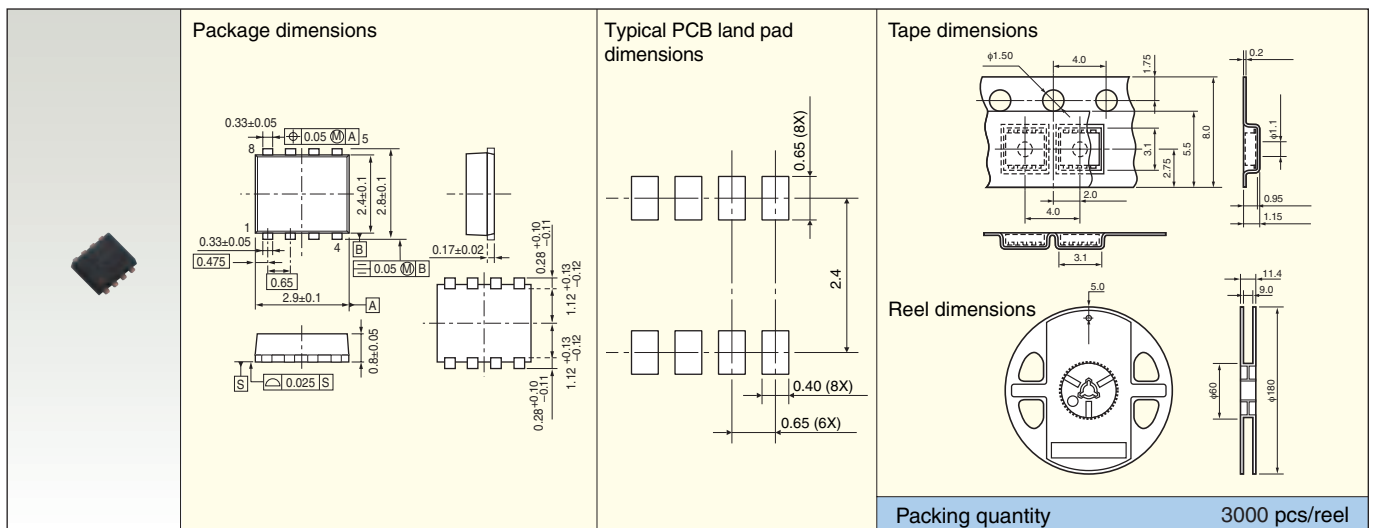 Package dimensions
0.33±0.05
⌖ 0.05 Ⓜ A
8
5
2.4±0.1
2.8±0.1
1
4
0.33±0.05
B
0.475
0.05 Ⓜ B
0.65
2.9±0.1
A
0.17±0.02
0.28 +0.10 −0.11
1.12 +0.13 −0.12
1.12 +0.13 −0.12
0.28 +0.10 −0.11
0.8±0.05
S
⌓ 0.025 S
Typical PCB land pad
dimensions
0.65 (8X)
2.4
0.40 (8X)
0.65 (6X)
Tape dimensions
ϕ1.50
4.0
1.75
0.2
3.1
2.75
5.5
8.0
ϕ1.1
2.0
4.0
0.95
1.15
3.1
Reel dimensions
5.0
11.4
9.0
ϕ60
ϕ180
Packing quantity 3000 pcs/reel